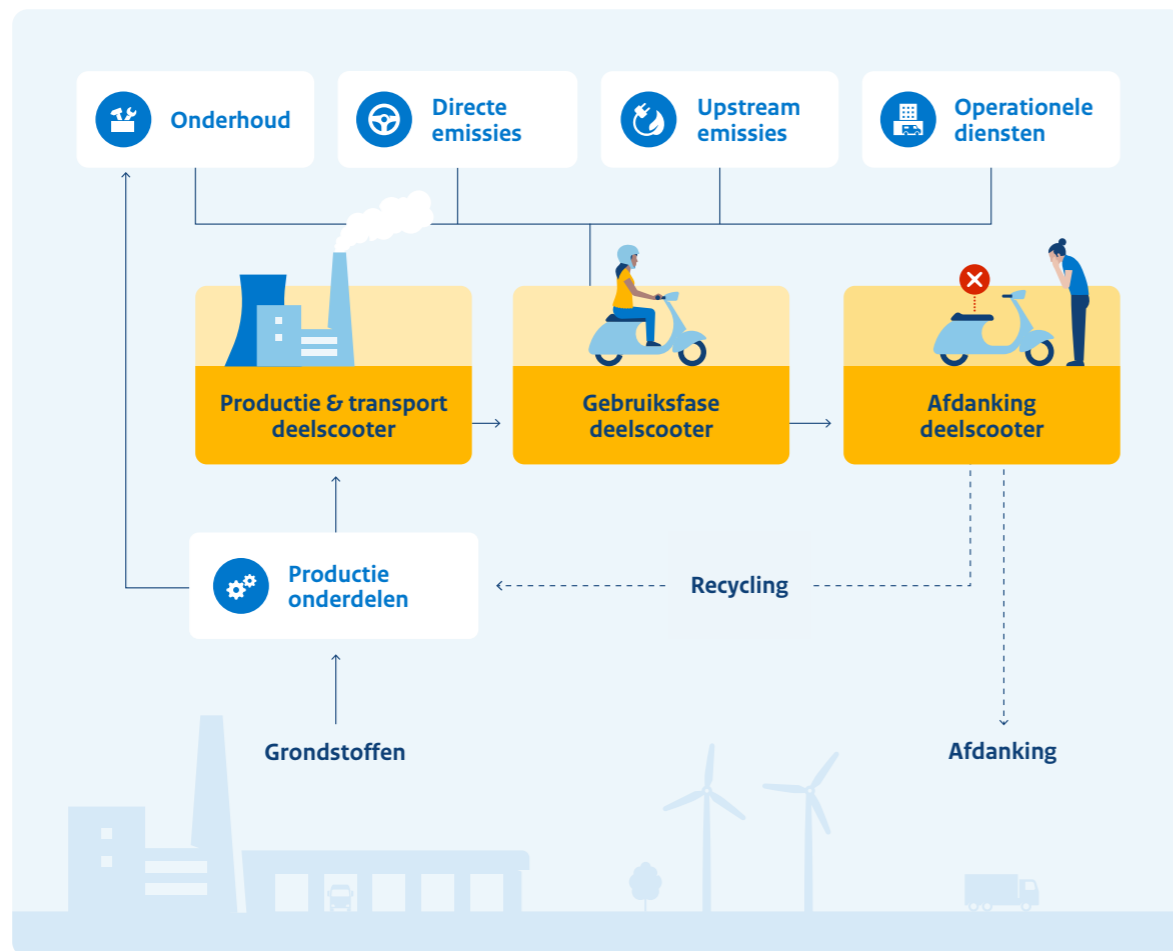 Onderhoud
Directe
emissies
Upstream
emissies
Operationele
diensten
Productie & transport
deelscooter
Gebruiksfase
deelscooter
Afdanking
deelscooter
Productie
onderdelen
Recycling
Grondstoffen
Afdanking